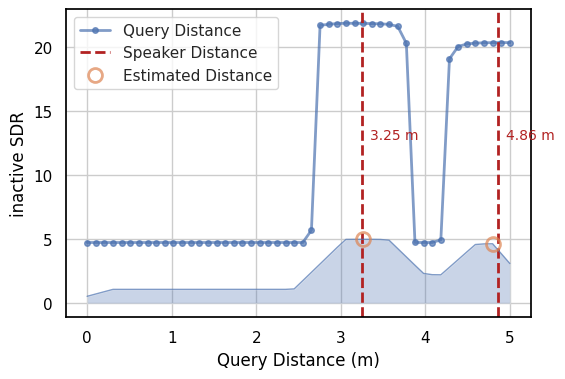 Query Distance
Speaker Distance
Estimated Distance
inactive SDR
20
15
10
5
0
3.25 m
4.86 m
0
1
2
3
4
5
Query Distance (m)